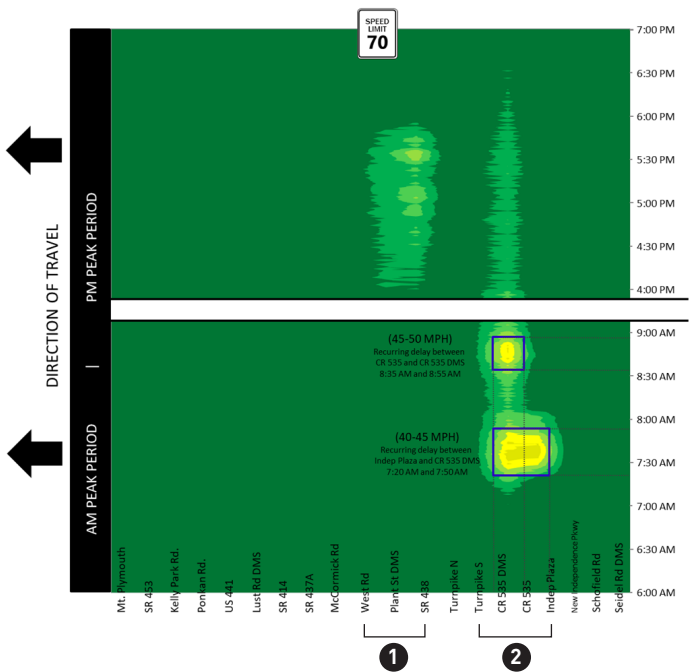 SPEED
LIMIT
70
7:00 PM
6:30 PM
6:00 PM
5:30 PM
5:00 PM
4:30 PM
4:00 PM
DIRECTION OF TRAVEL
PM PEAK PERIOD
|
AM PEAK PERIOD
(45-50 MPH)
Recurring delay between
CR 535 and CR 535 DMS
8:35 AM and 8:55 AM
(40-45 MPH)
Recurring delay between
Indep Plaza and CR 535 DMS
7:20 AM and 7:50 AM
9:00 AM
8:30 AM
8:00 AM
7:30 AM
7:00 AM
6:30 AM
6:00 AM
Mt. Plymouth
SR 453
Kelly Park Rd.
Ponkan Rd.
US 441
Lust Rd DMS
SR 414
SR 437A
McCormick Rd
West Rd
Plant St DMS
SR 438
Turnpike N
Turnpike S
CR 535 DMS
CR 535
Indep Plaza
New Independence Pkwy
Schofield Rd
Seidel Rd DMS
1
2